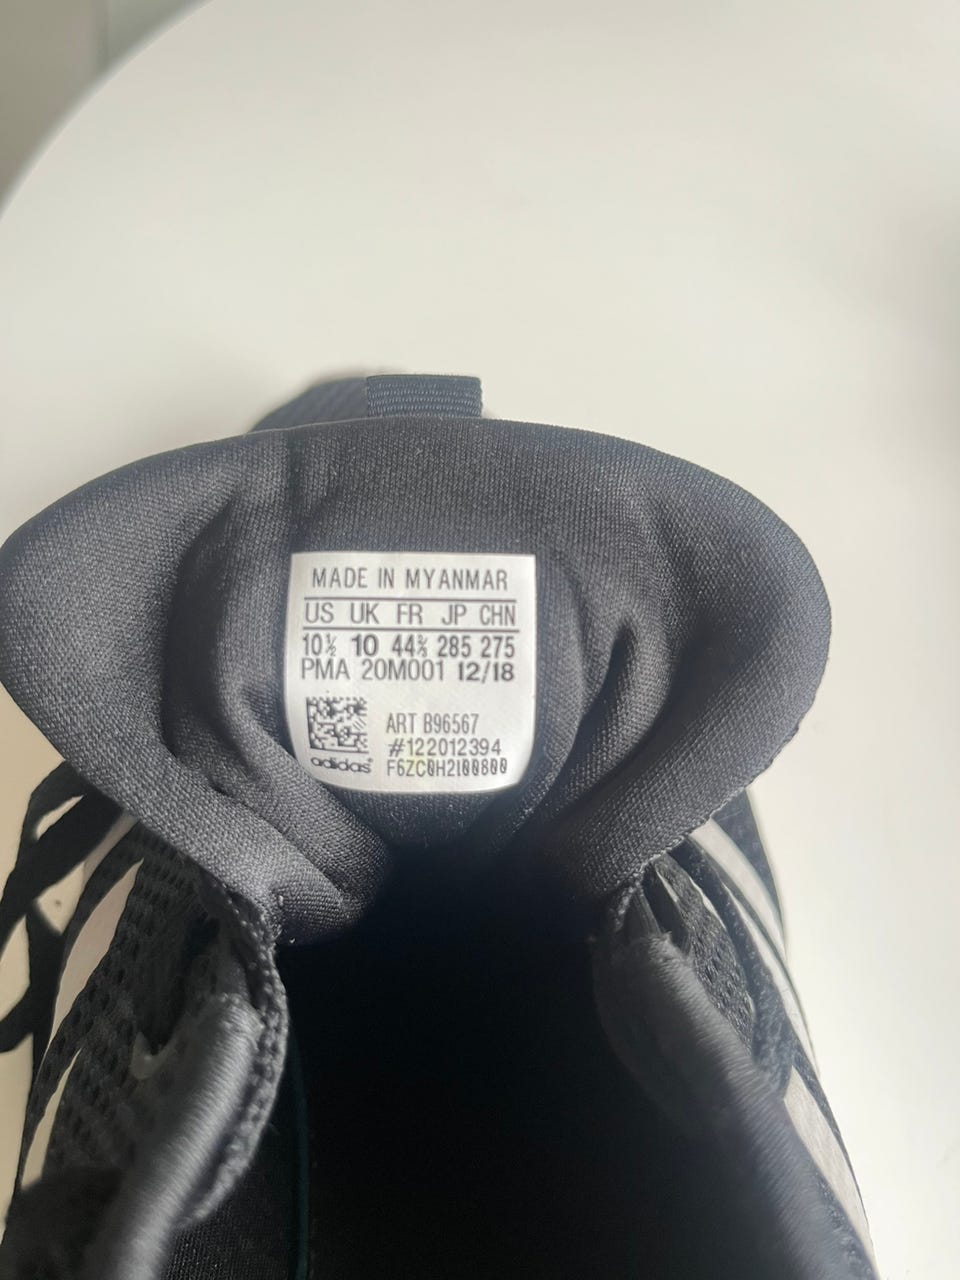 MADE IN MYANMAR
US UK FR JP CHN
10½ 10 44⅔ 285 275
PMA 20M001 12/18
ART B96567
#122012394
adidas® F6ZC0H2100800